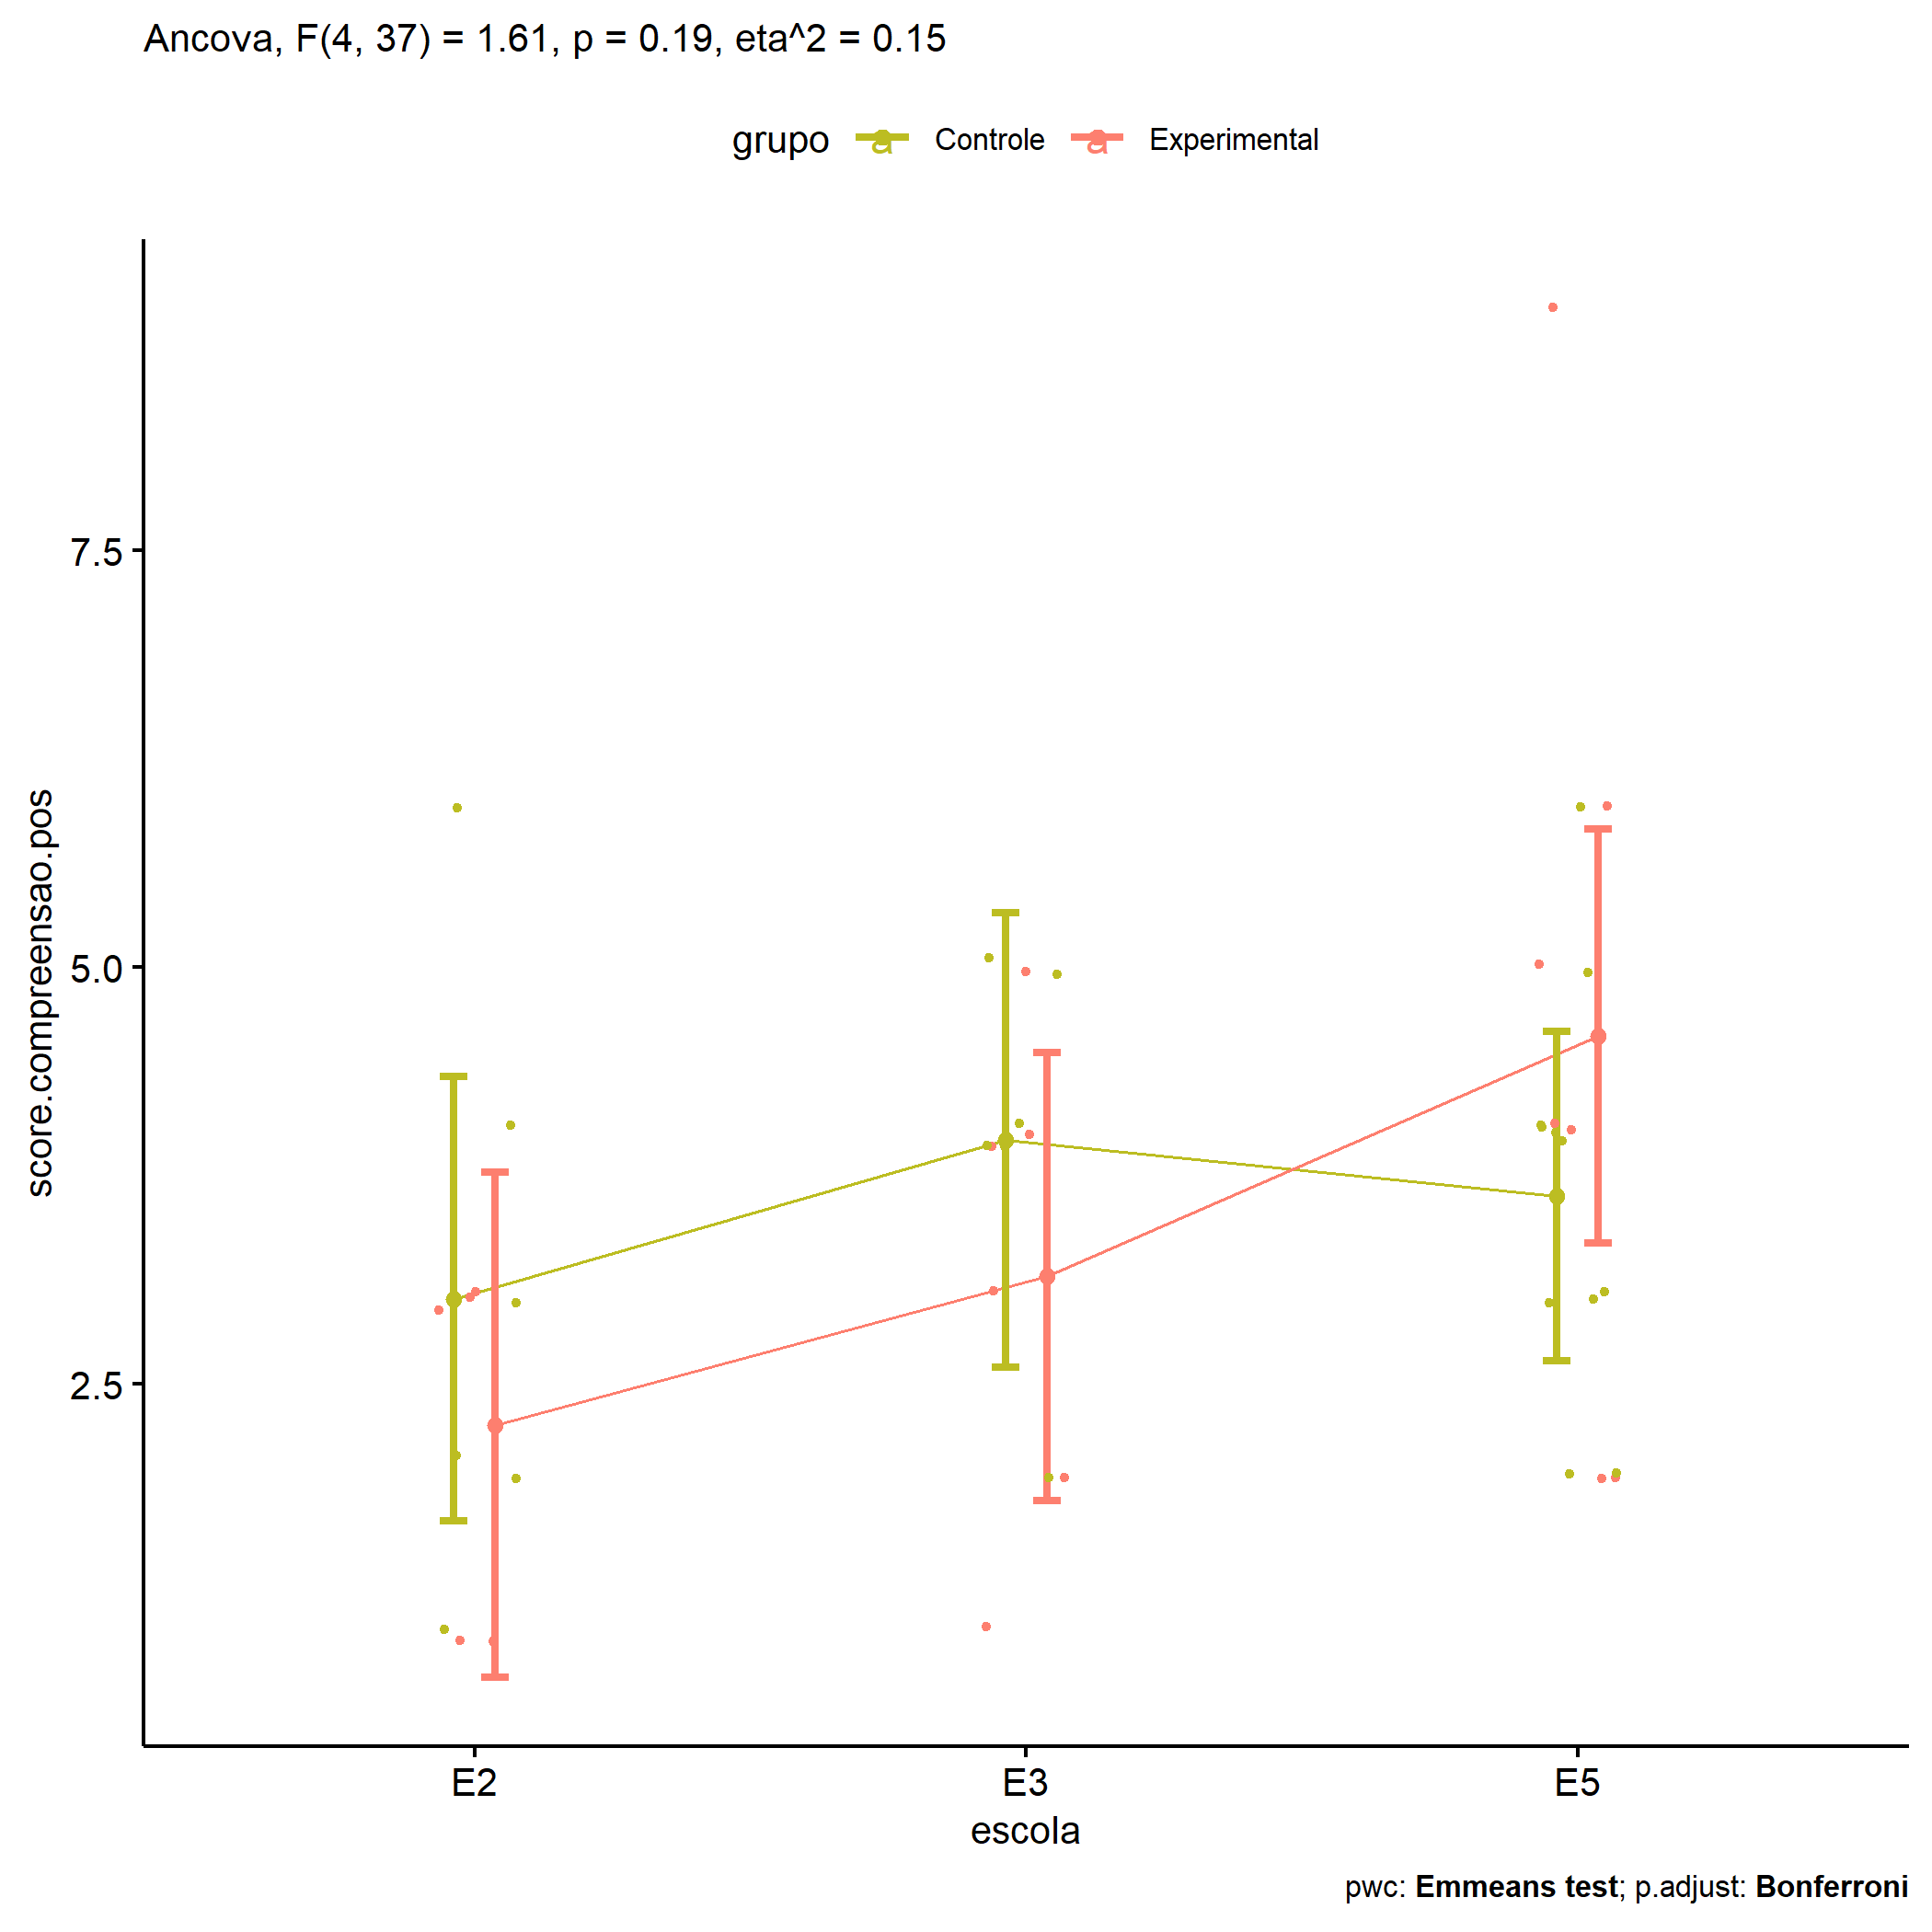 Ancova, F(4, 37) = 1.61, p = 0.19, eta^2 = 0.15
grupo a Controle a Experimental
7.5
5.0
2.5
score.compreensao.pos
E2 E3 E5
escola
pwc: Emmeans test; p.adjust: Bonferroni